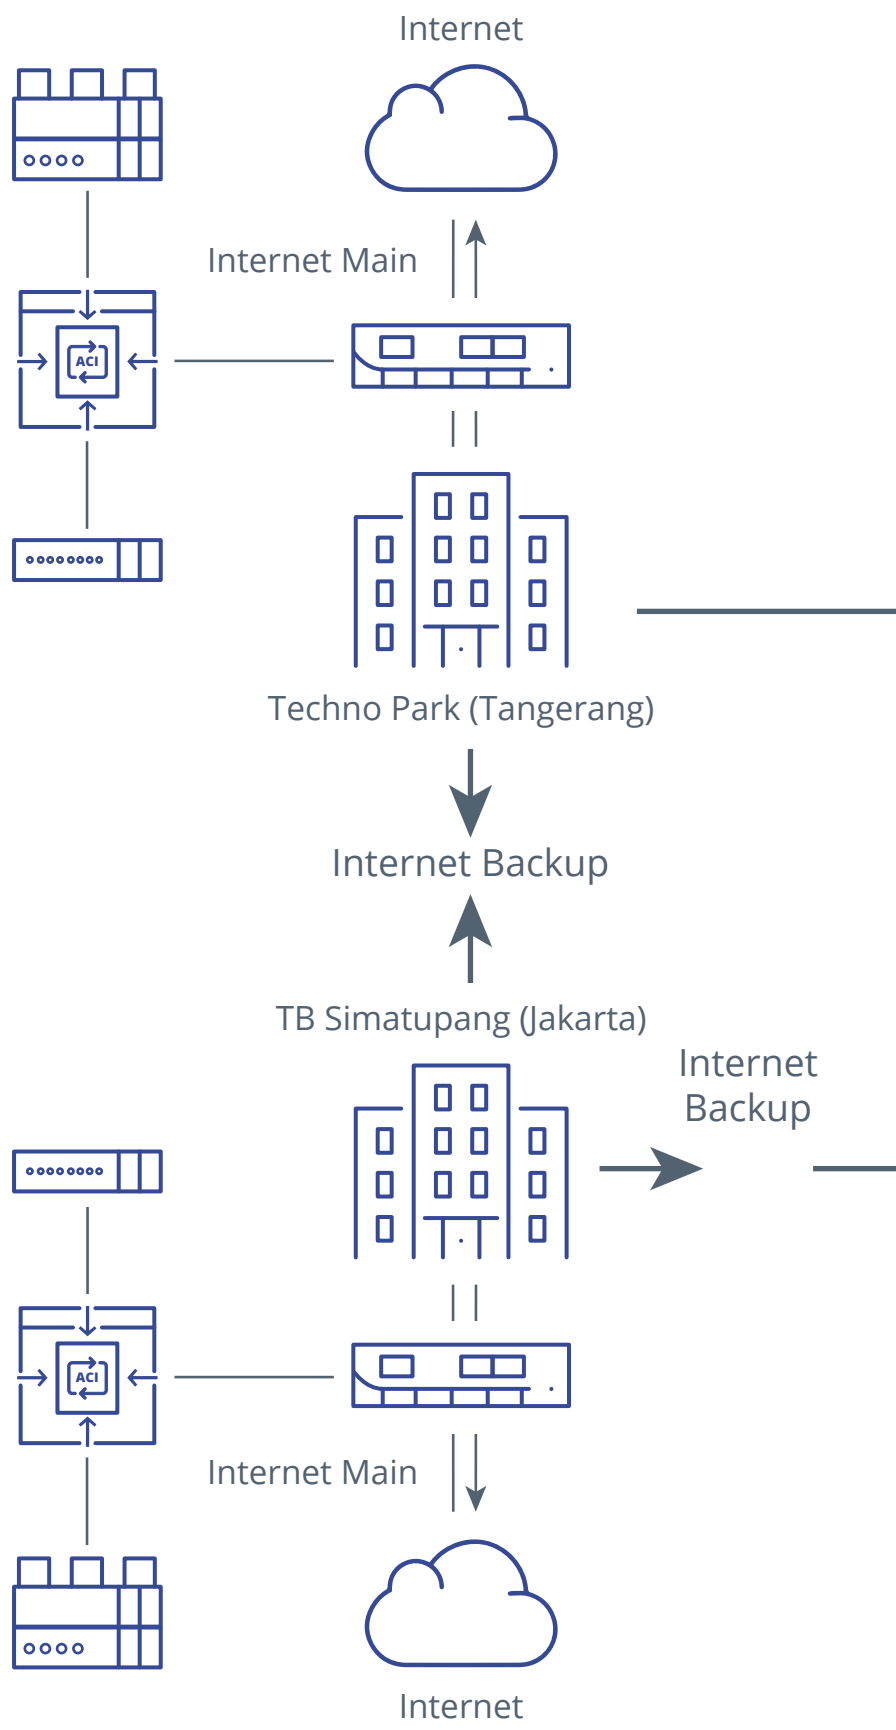 Internet
Internet Main
ACI
Techno Park (Tangerang)
Internet Backup
TB Simatupang (Jakarta)
Internet
Backup
ACI
Internet Main
Internet